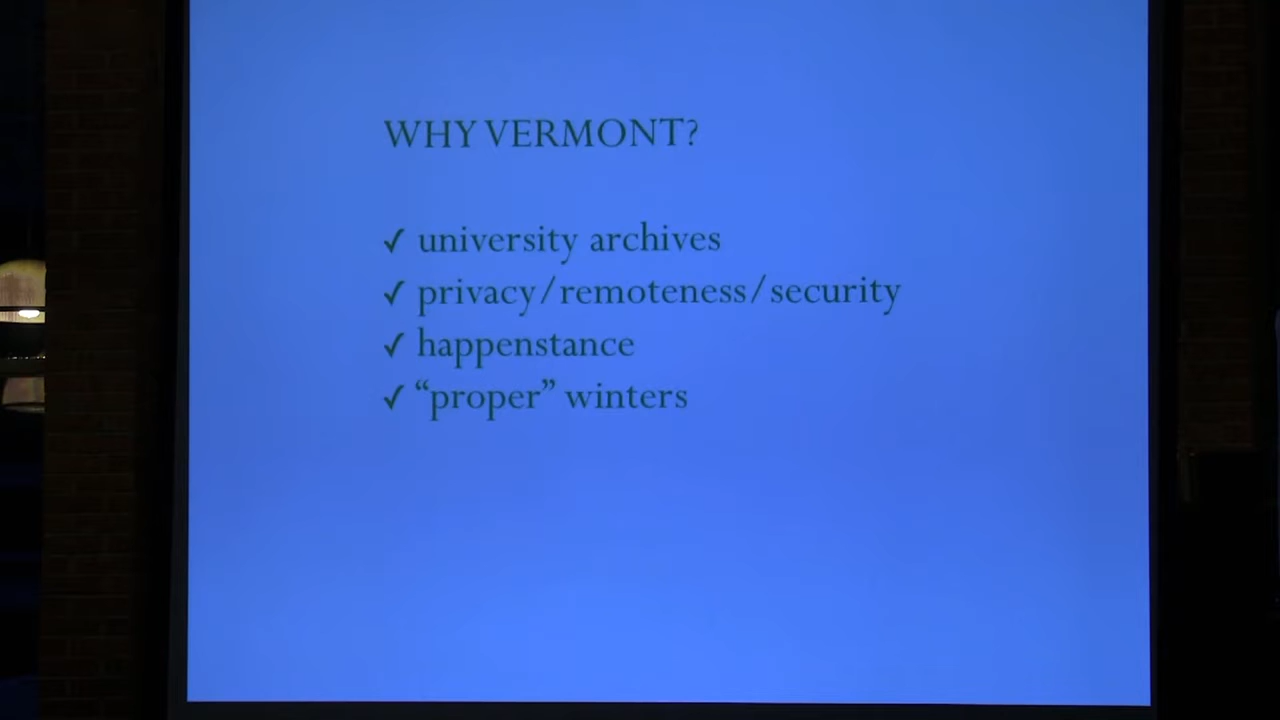 WHY VERMONT?
✓ university archives
✓ privacy/remoteness/security
✓ happenstance
✓ “proper” winters